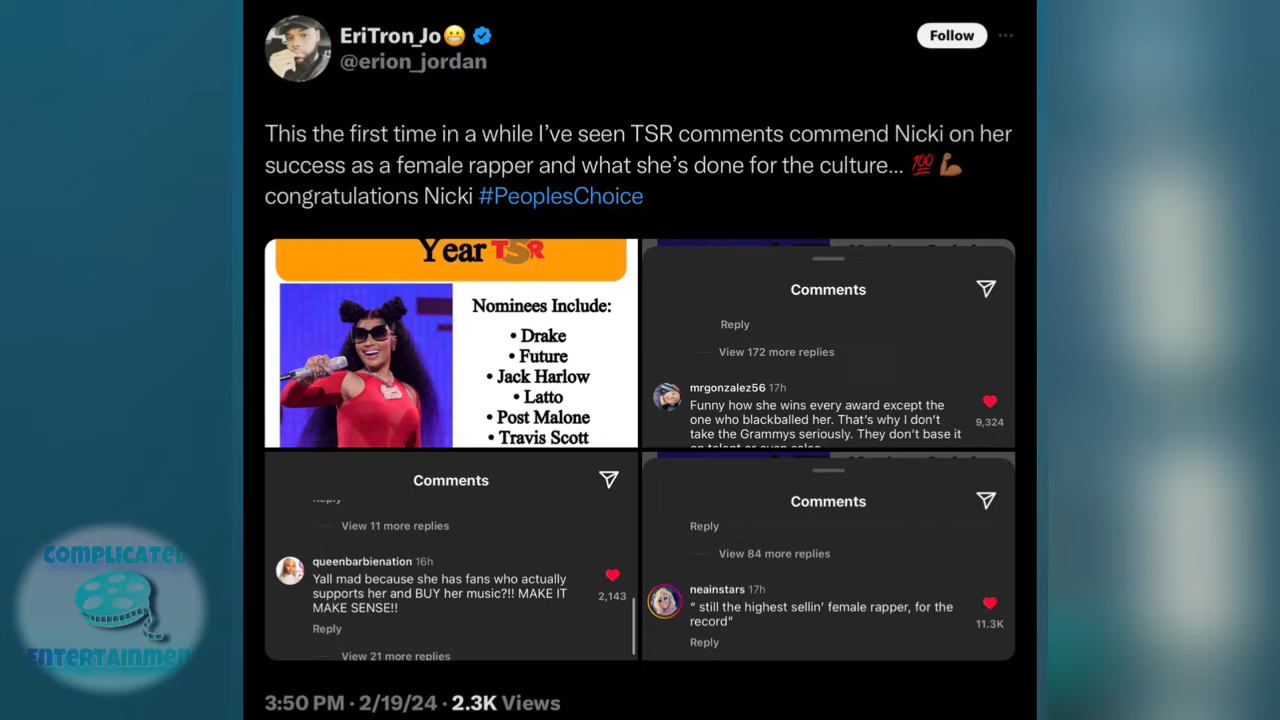 EriTron_Jo😬
@erion_jordan
Follow
This the first time in a while I’ve seen TSR comments commend Nicki on her
success as a female rapper and what she’s done for the culture... 💯💪🏾
congratulations Nicki #PeoplesChoice
Year TSR
Nominees Include:
• Drake
• Future
• Jack Harlow
• Latto
• Post Malone
• Travis Scott
Comments
Reply
View 172 more replies
mrgonzalez56 17h
Funny how she wins every award except the
one who blackballed her. That’s why I don’t
take the Grammys seriously. They don’t base it
on talent or even sales
9,324
Comments
Reply
View 11 more replies
queenbarbienation 16h
Yall mad because she has fans who actually
supports her and BUY her music?!! MAKE IT
MAKE SENSE!!
2,143
Reply
View 21 more replies
Comments
Reply
View 84 more replies
neainstars 17h
“ still the highest sellin’ female rapper, for the
record”
11.3K
Reply
3:50 PM · 2/19/24 · 2.3K Views
COMPLICATED
ENTERTAINMENT